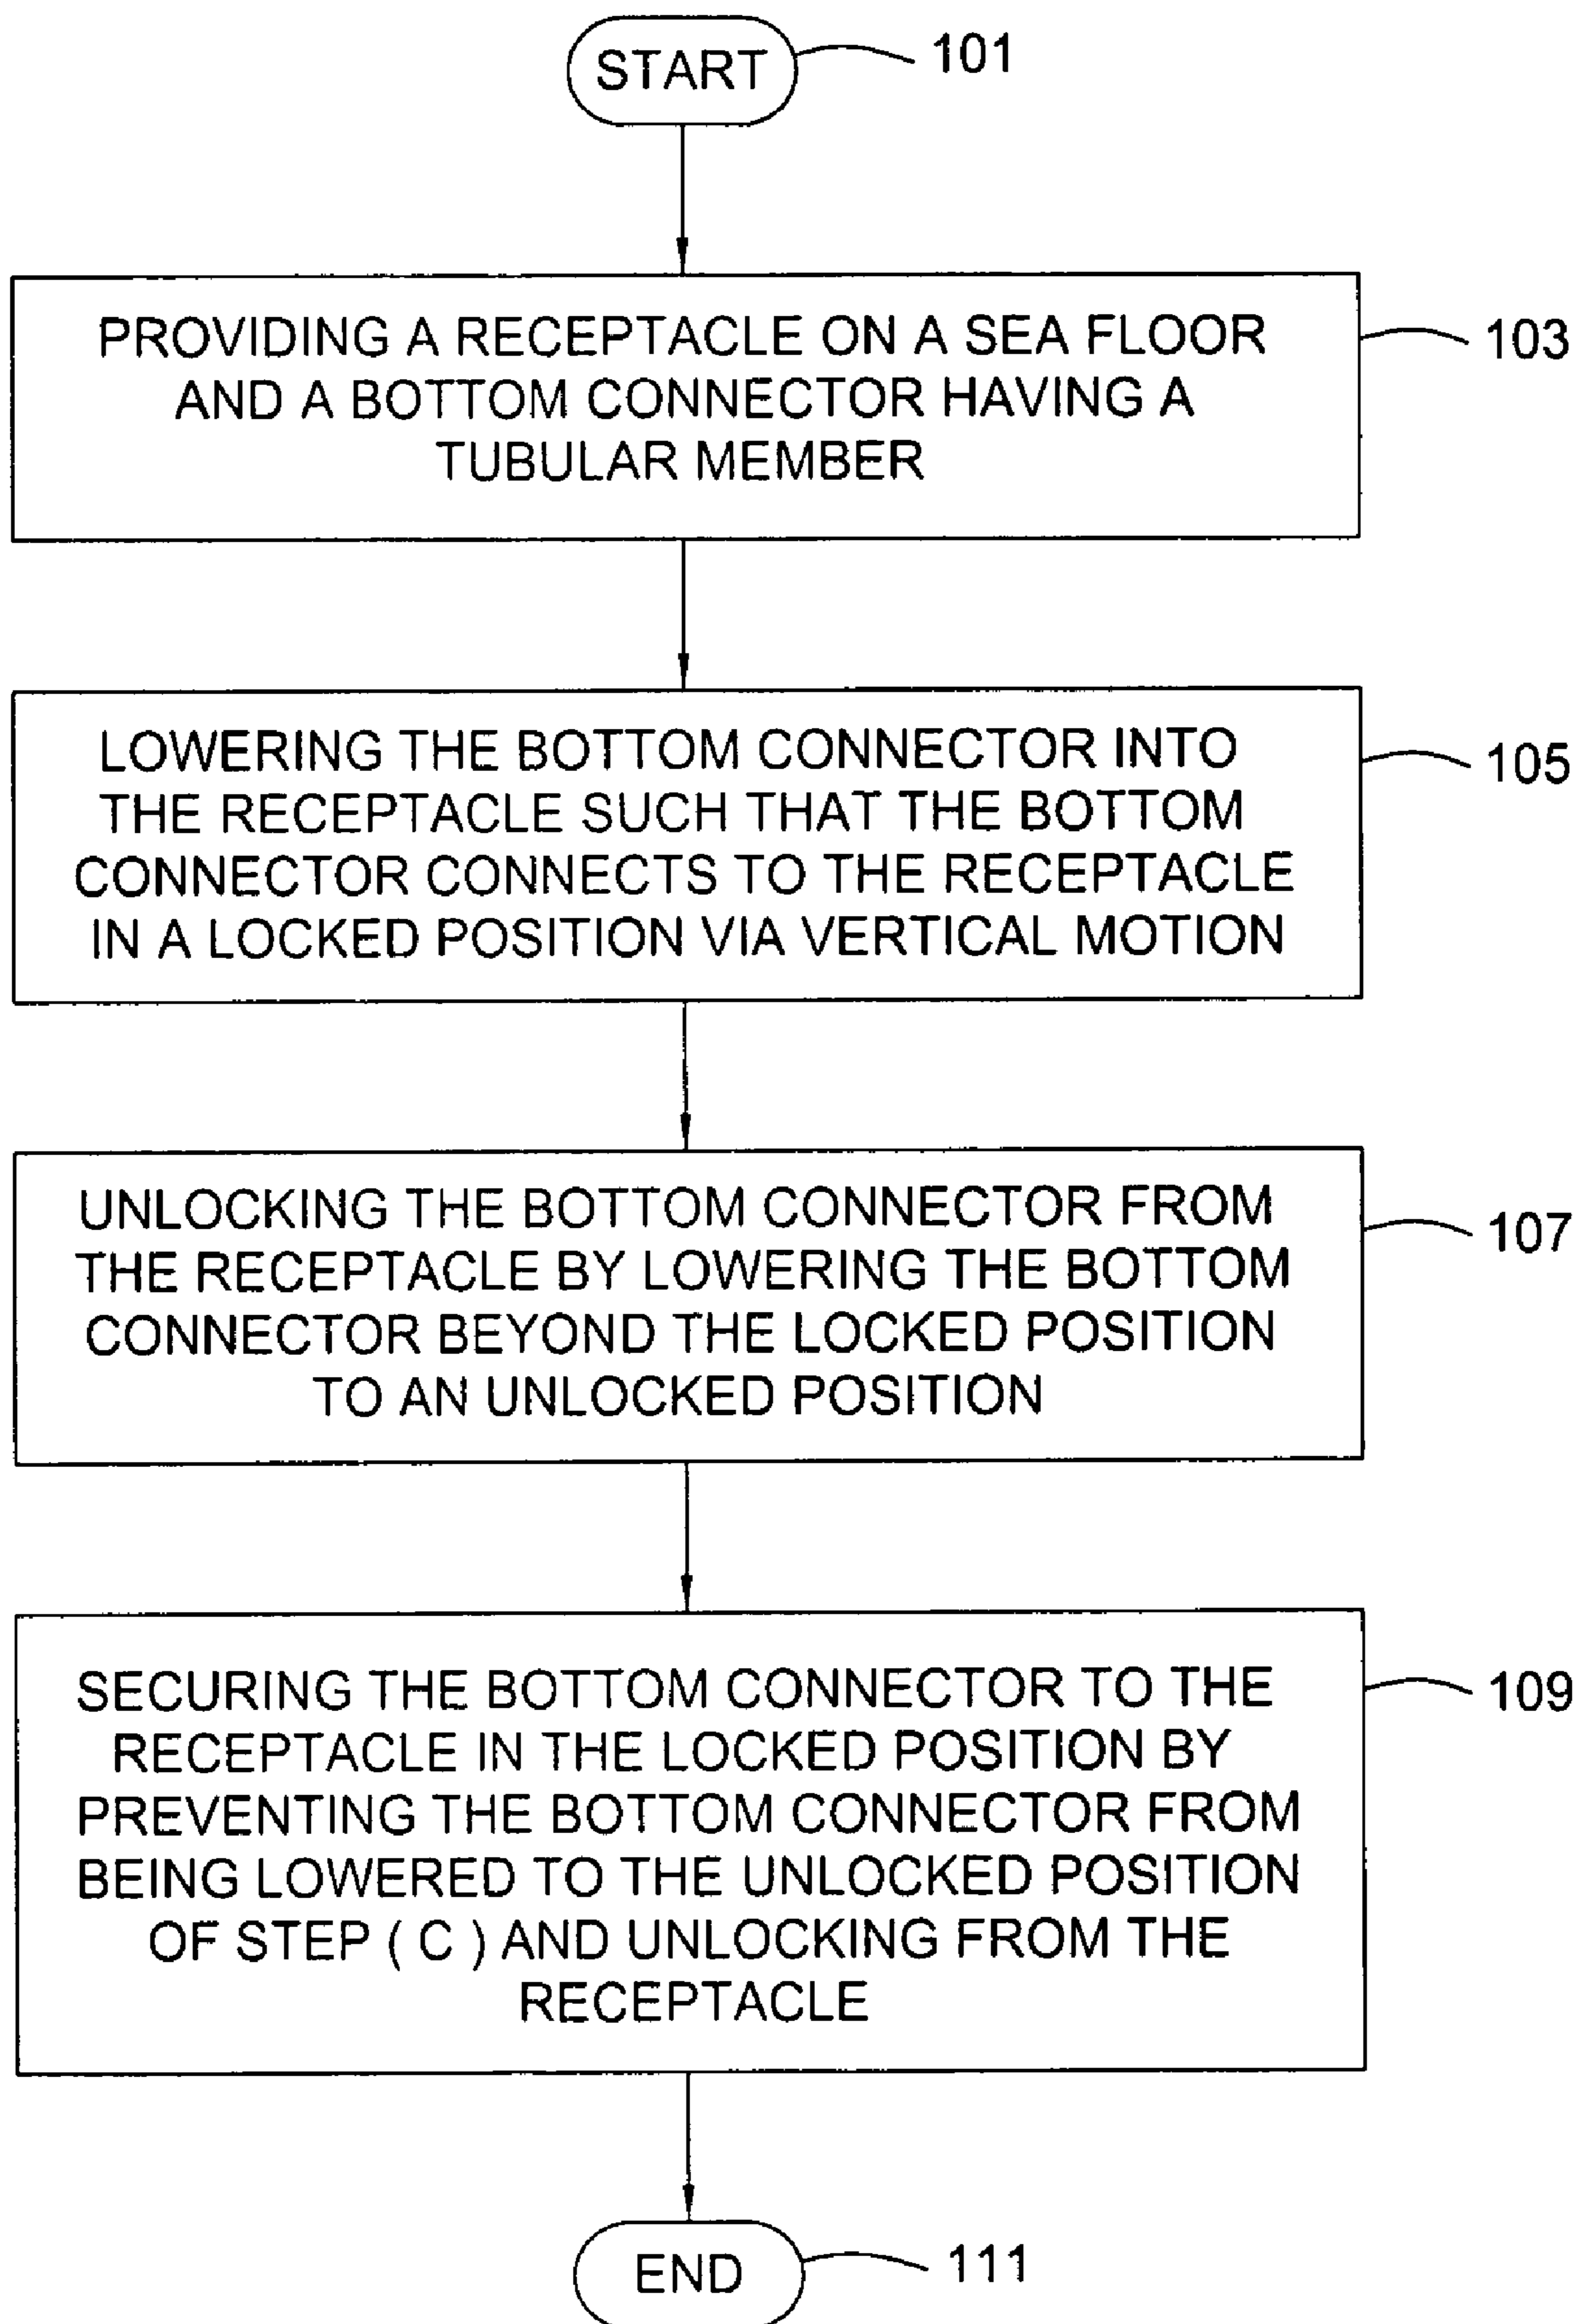 START
101
PROVIDING A RECEPTACLE ON A SEA FLOOR
AND A BOTTOM CONNECTOR HAVING A
TUBULAR MEMBER
103
LOWERING THE BOTTOM CONNECTOR INTO
THE RECEPTACLE SUCH THAT THE BOTTOM
CONNECTOR CONNECTS TO THE RECEPTACLE
IN A LOCKED POSITION VIA VERTICAL MOTION
105
UNLOCKING THE BOTTOM CONNECTOR FROM
THE RECEPTACLE BY LOWERING THE BOTTOM
CONNECTOR BEYOND THE LOCKED POSITION
TO AN UNLOCKED POSITION
107
SECURING THE BOTTOM CONNECTOR TO THE
RECEPTACLE IN THE LOCKED POSITION BY
PREVENTING THE BOTTOM CONNECTOR FROM
BEING LOWERED TO THE UNLOCKED POSITION
OF STEP ( C ) AND UNLOCKING FROM THE
RECEPTACLE
109
END
111